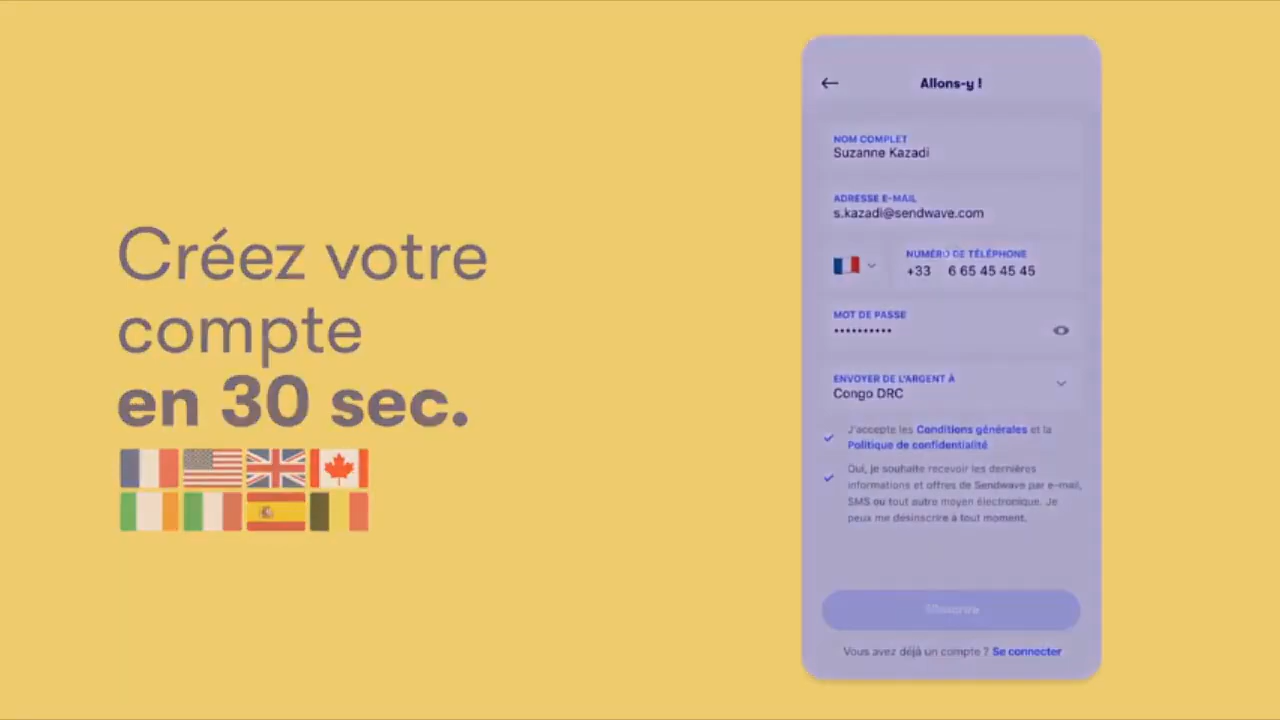 Créez votre
compte
en 30 sec.
Allons-y !
NOM COMPLET
Suzanne Kazadi
ADRESSE E-MAIL
s.kazadi@sendwave.com
NUMÉRO DE TÉLÉPHONE
+33 6 65 45 45 45
MOT DE PASSE
••••••••••
ENVOYER DE L'ARGENT À
Congo DRC
J'accepte les Conditions générales et la
Politique de confidentialité
Oui, je souhaite recevoir les dernières
informations et offres de Sendwave par e-mail,
SMS ou tout autre moyen électronique. Je
peux me désinscrire à tout moment.
S'inscrire
Vous avez déjà un compte ? Se connecter